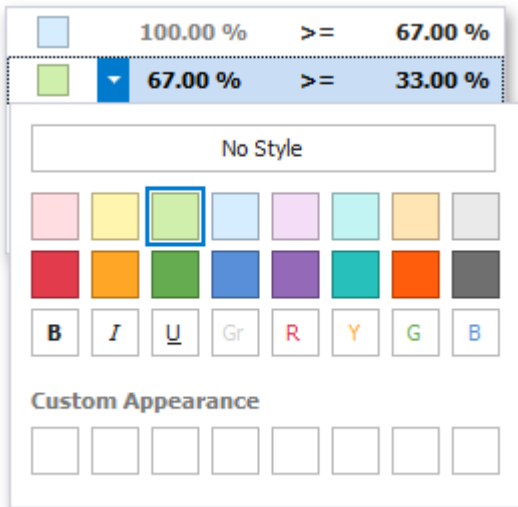 100.00 % >= 67.00 %
67.00 % >= 33.00 %
No Style
B I U Gr R Y G B
Custom Appearance